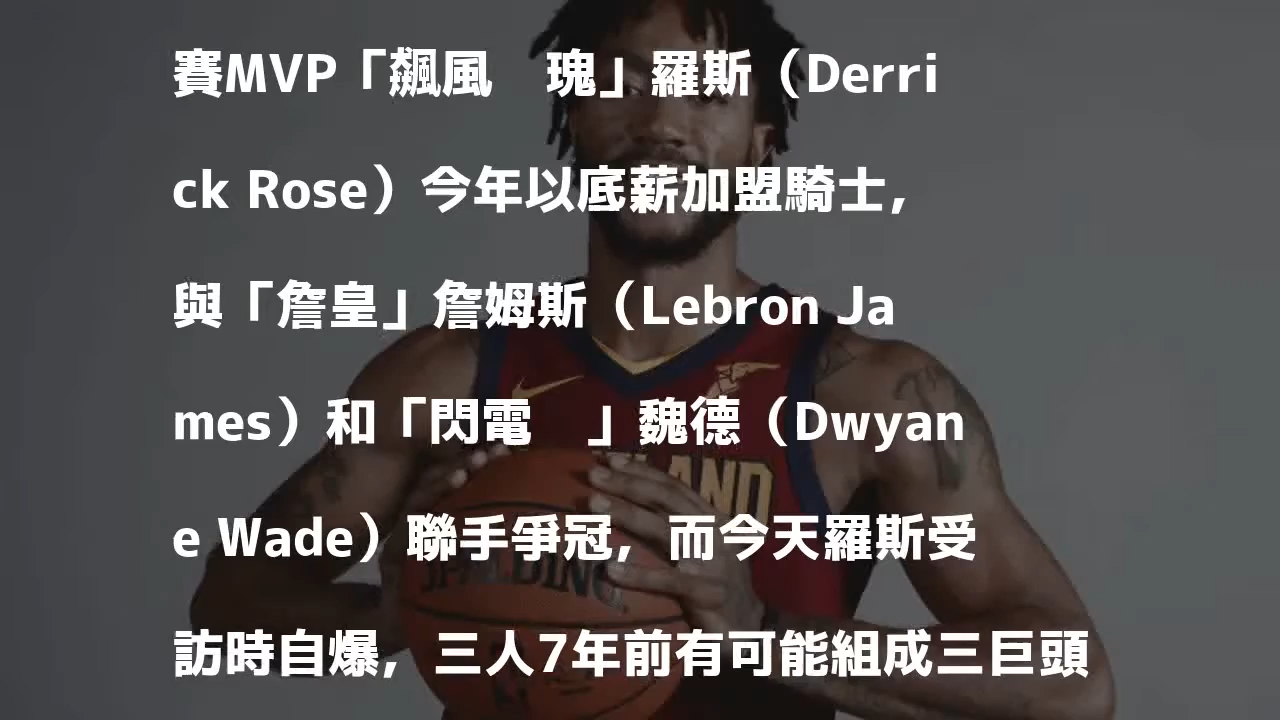 賽MVP「飆風　瑰」羅斯（Derri
ck Rose）今年以底薪加盟騎士，
與「詹皇」詹姆斯（Lebron Ja
mes）和「閃電　」魏德（Dwyan
e Wade）聯手爭冠，而今天羅斯受
訪時自爆，三人7年前有可能組成三巨頭
SPALDING